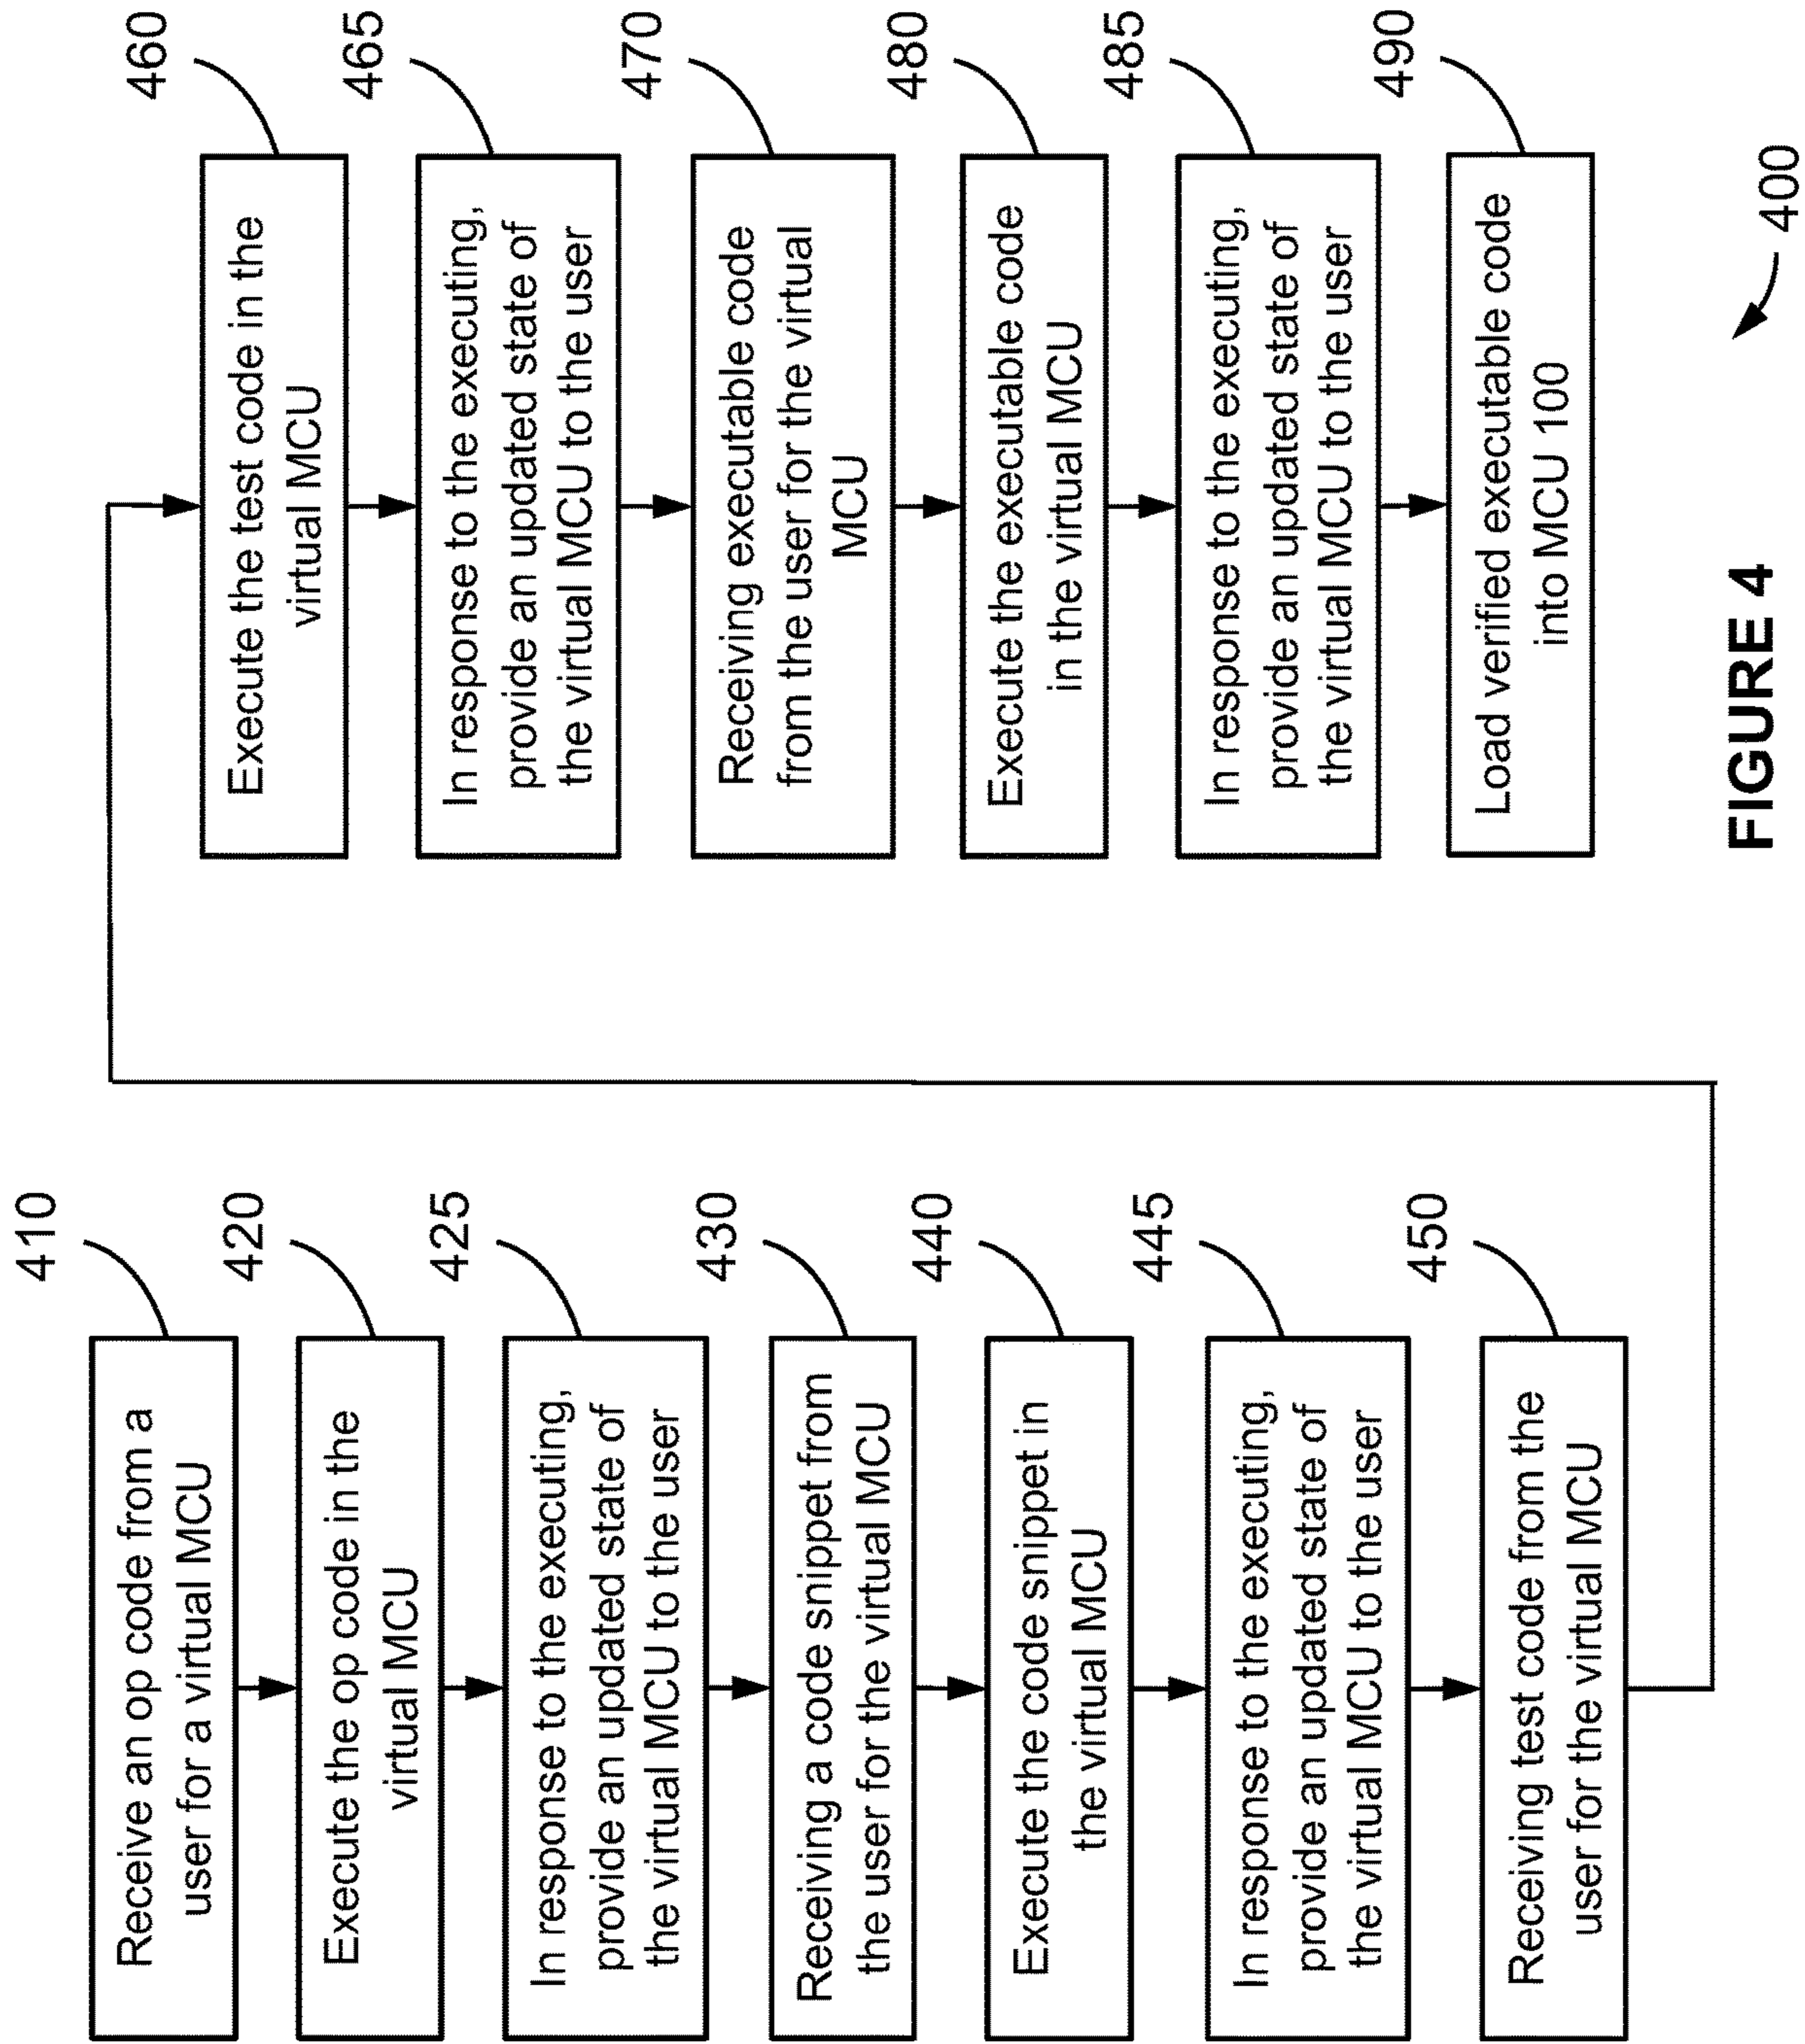 410
Receive an op code from a
user for a virtual MCU
420
Execute the op code in the
virtual MCU
425
In response to the executing,
provide an updated state of
the virtual MCU to the user
430
Receiving a code snippet from
the user for the virtual MCU
440
Execute the code snippet in
the virtual MCU
445
In response to the executing,
provide an updated state of
the virtual MCU to the user
450
Receiving test code from the
user for the virtual MCU
460
Execute the test code in the
virtual MCU
465
In response to the executing,
provide an updated state of
the virtual MCU to the user
470
Receiving executable code
from the user for the virtual
MCU
480
Execute the executable code
in the virtual MCU
485
In response to the executing,
provide an updated state of
the virtual MCU to the user
490
Load verified executable code
into MCU 100
400
FIGURE 4